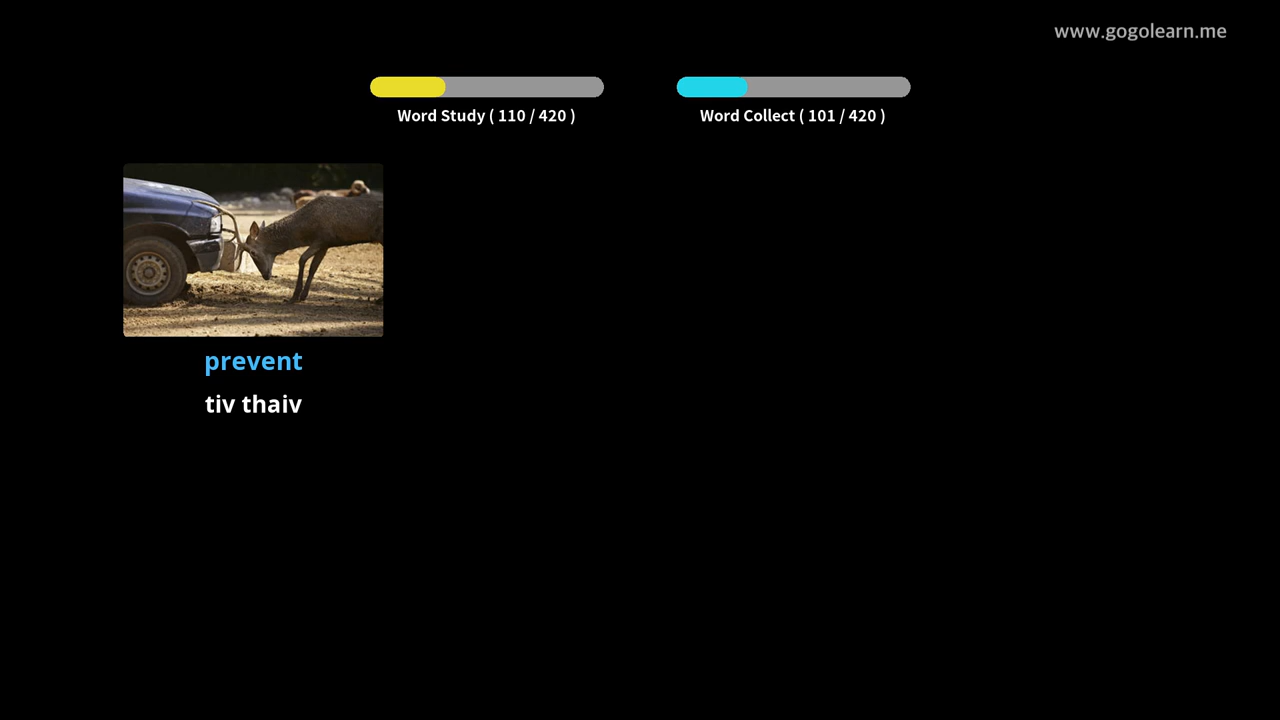 www.gogolearn.me
Word Study ( 110 / 420 )
Word Collect ( 101 / 420 )
prevent
tiv thaiv